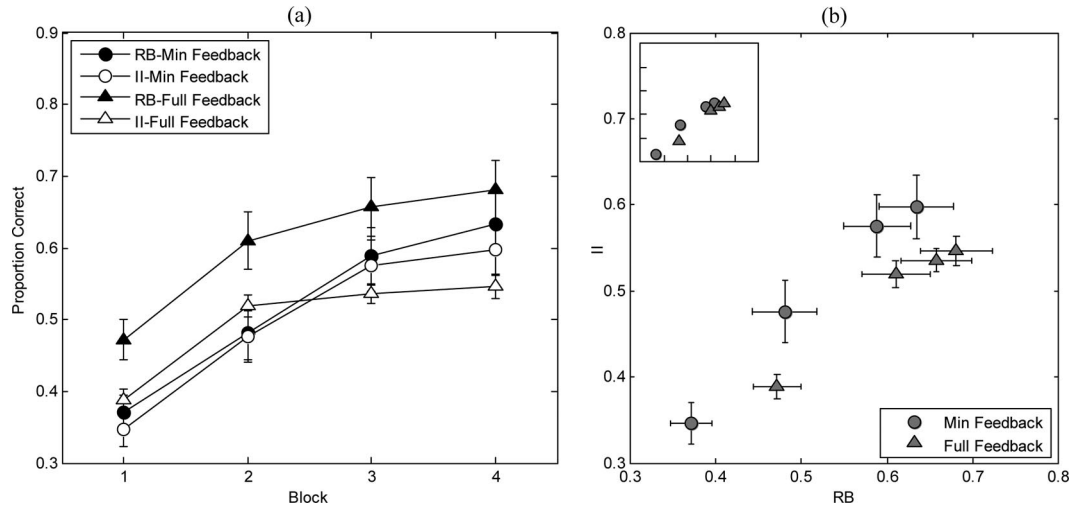 (a)
0.9
0.8
0.7
0.6
0.5
0.4
0.3
Proportion Correct
RB-Min Feedback
II-Min Feedback
RB-Full Feedback
II-Full Feedback
1 2 3 4
Block
(b)
0.8
0.7
0.6
0.5
0.4
0.3
II
Min Feedback
Full Feedback
0.4 0.5 0.6 0.7 0.8
RB